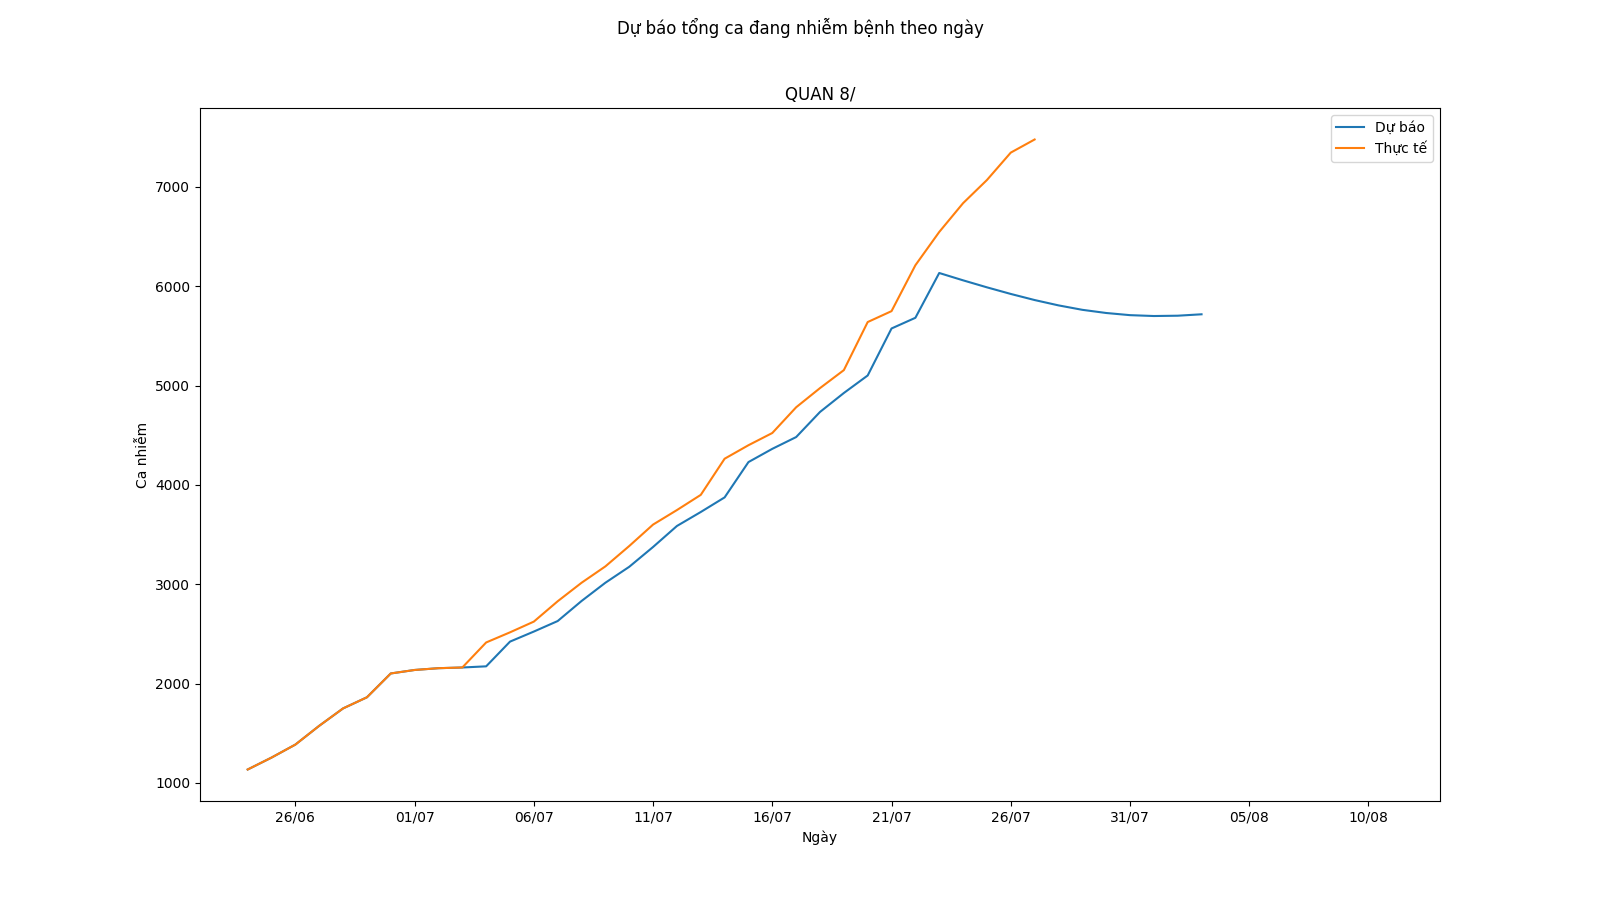 Dự báo tổng ca đang nhiễm bệnh theo ngày
QUAN 8/
Dự báo
Thực tế
Ca nhiễm
7000
6000
5000
4000
3000
2000
1000
26/06 01/07 06/07 11/07 16/07 21/07 26/07 31/07 05/08 10/08
Ngày